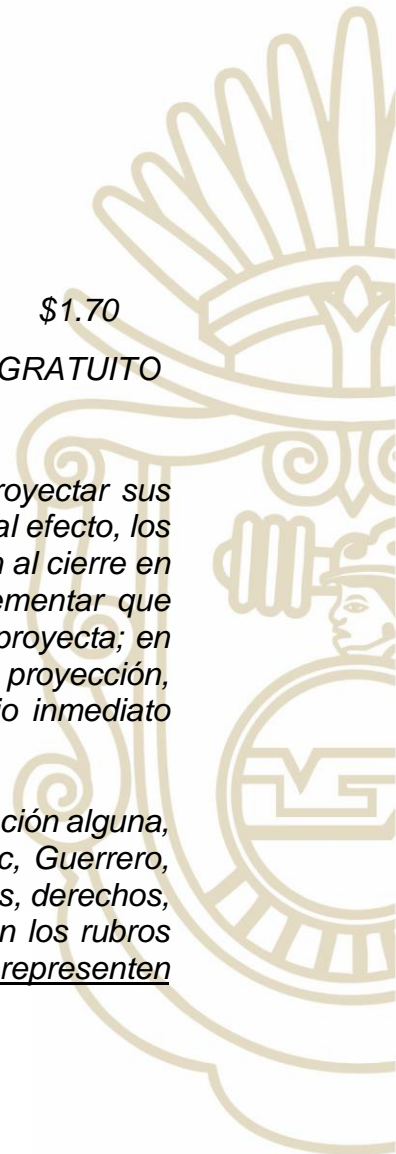 $1.70
GRATUITO
royectar sus
al efecto, los
n al cierre en
ementar que
proyecta; en
proyección,
io inmediato
ción alguna,
c, Guerrero,
s, derechos,
n los rubros
representen